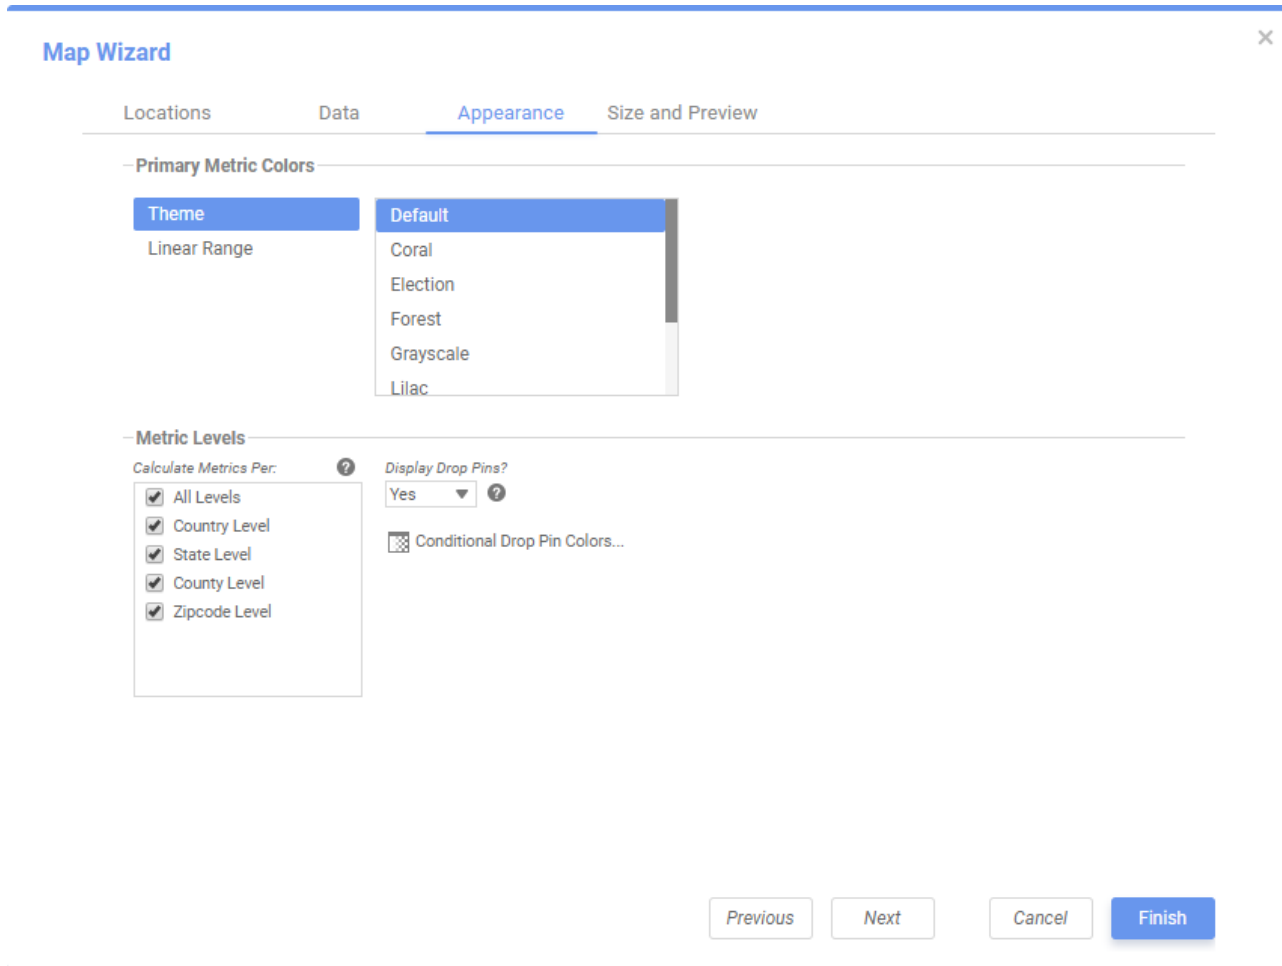 Map Wizard
Locations Data Appearance Size and Preview
Primary Metric Colors
Theme
Linear Range
Default
Coral
Election
Forest
Grayscale
Lilac
Metric Levels
Calculate Metrics Per: ?
All Levels
Country Level
State Level
County Level
Zipcode Level
Display Drop Pins?
Yes ?
Conditional Drop Pin Colors...
Previous Next Cancel Finish